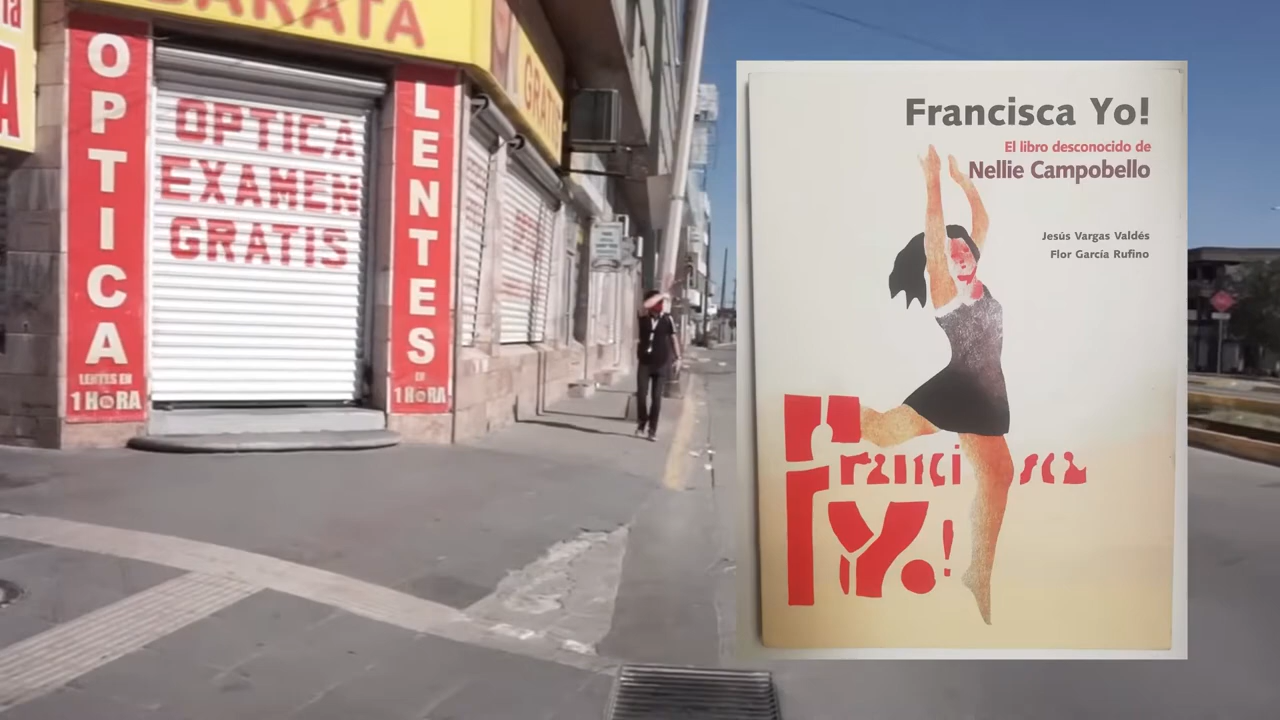 BARATA
OPTICA
OPTICA
EXAMEN
GRATIS
LENTES EN
1 HORA
LENTES
EN
1 HORA
GRATIS
Francisca Yo!
El libro desconocido de
Nellie Campobello
Jesús Vargas Valdés
Flor García Rufino
Francisca
Yo!